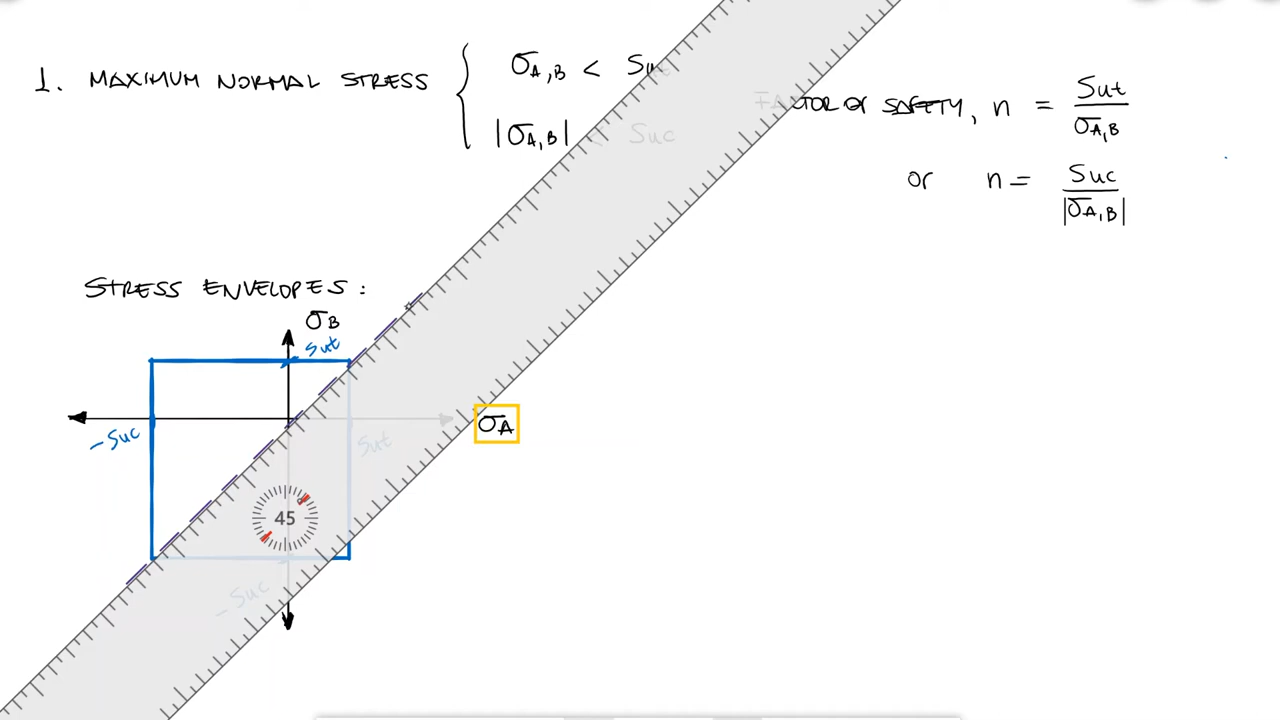 1. MAXIMUM NORMAL STRESS
σA,B < Sut
|σA,B| < Suc
FACTOR OF SAFETY, n = Sut / σA,B
or n = Suc / |σA,B|
STRESS ENVELOPES:
σB
Sut
-Suc
Sut
σA
45
-Suc